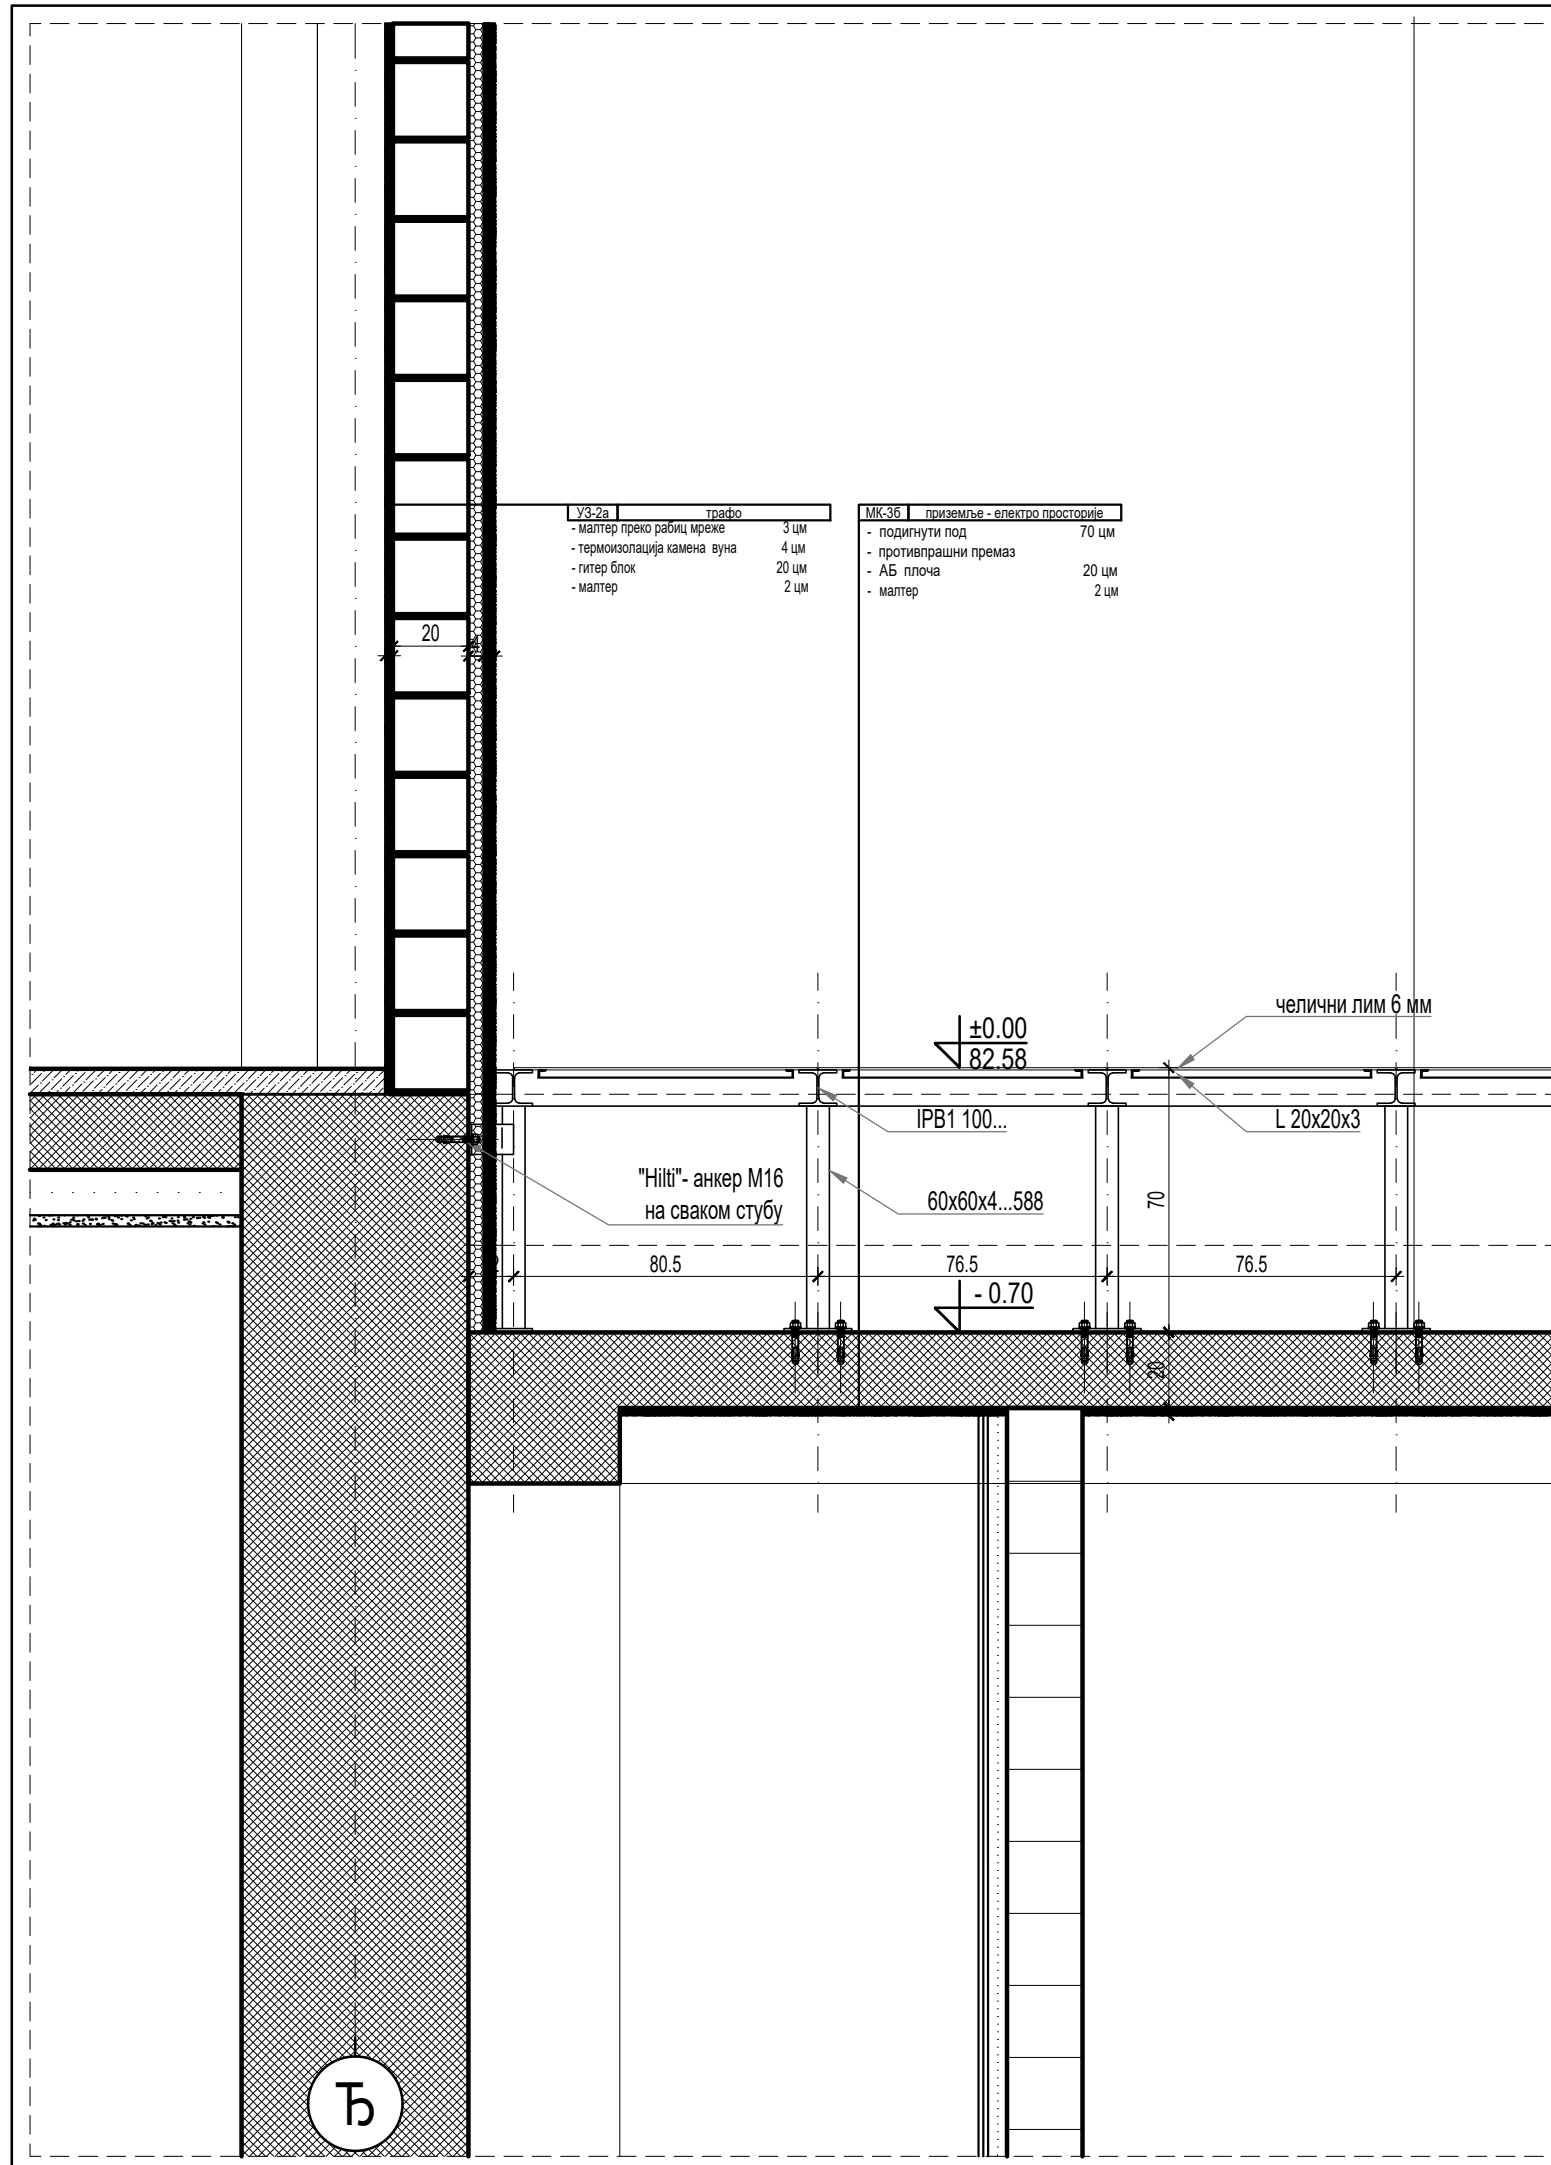 УЗ-2а трафо
- малтер преко рабиц мреже 3 цм
- термоизолација камена вуна 4 цм
- гитер блок 20 цм
- малтер 2 цм
МК-3б приземље - електро просторије
- подигнути под 70 цм
- противпрашни премаз
- АБ плоча 20 цм
- малтер 2 цм
20
4
±0.00
82.58
челични лим 6 мм
IPB1 100...
L 20x20x3
"Hilti"- анкер М16
на сваком стубу
60x60x4...588
70
80.5
76.5
76.5
- 0.70
20
Ђ